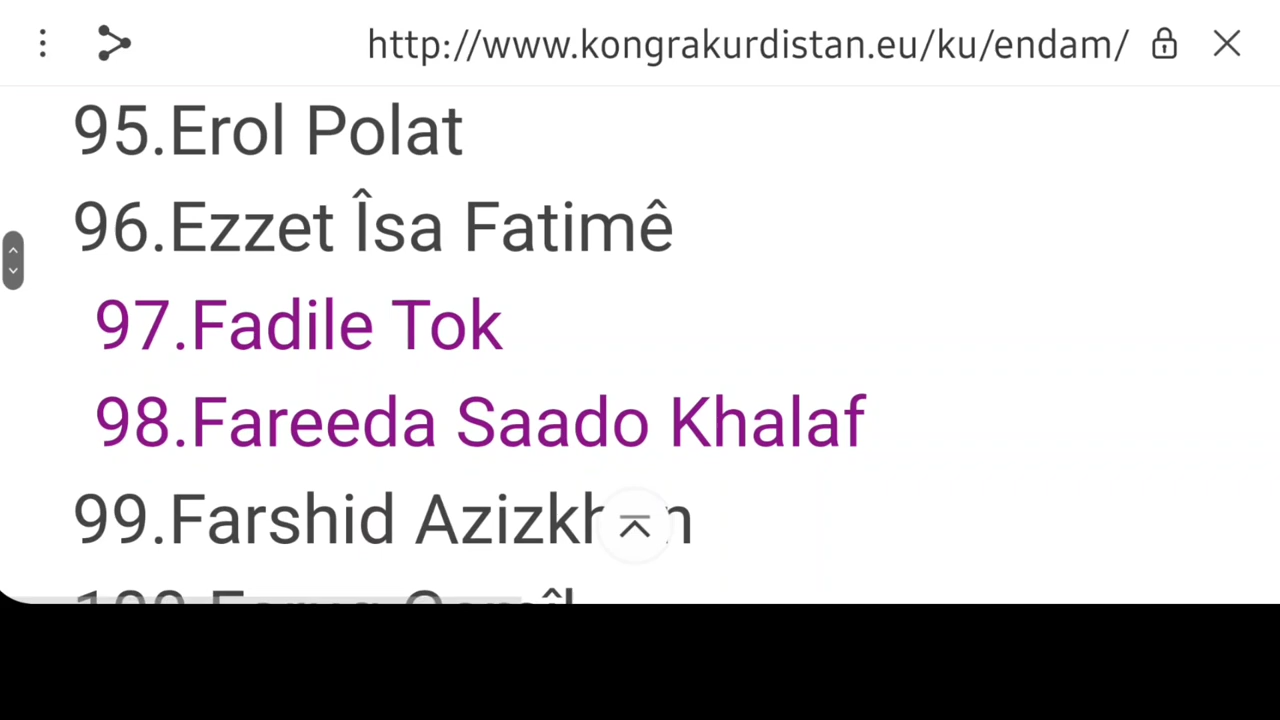 http://www.kongrakurdistan.eu/ku/endam/
95.Erol Polat
96.Ezzet Îsa Fatimê
97.Fadile Tok
98.Fareeda Saado Khalaf
99.Farshid